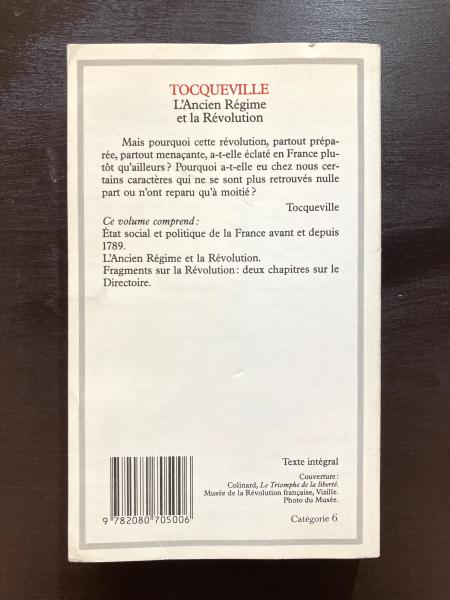 TOCQUEVILLE
L'Ancien Régime
et la Révolution
Mais pourquoi cette révolution, partout prépa-
rée, partout menaçante, a-t-elle éclaté en France plu-
tôt qu'ailleurs ? Pourquoi a-t-elle eu chez nous cer-
tains caractères qui ne se sont plus retrouvés nulle
part ou n'ont reparu qu'à moitié ?
Tocqueville
Ce volume comprend :
État social et politique de la France avant et depuis
1789.
L'Ancien Régime et la Révolution.
Fragments sur la Révolution : deux chapitres sur le
Directoire.
Texte intégral
Couverture :
Colinard, Le Triomphe de la liberté.
Musée de la Révolution française, Vizille.
Photo du Musée.
9 782080 705006
Catégorie 6